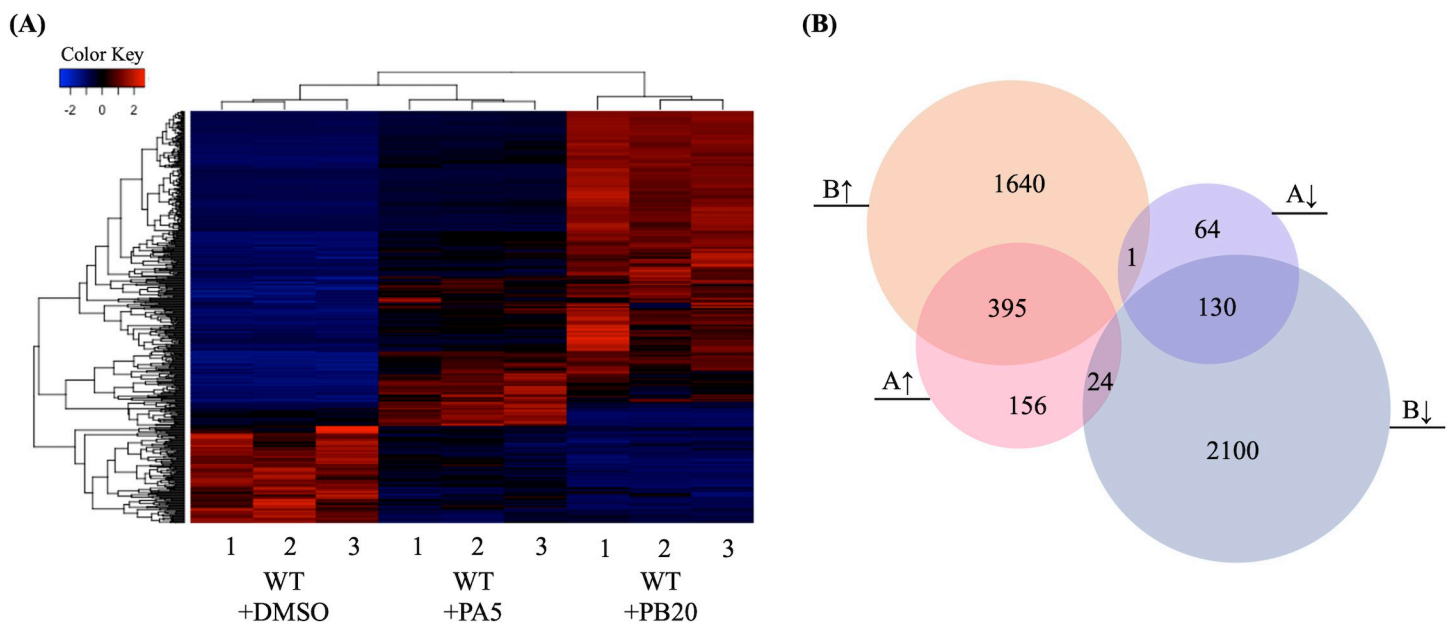 (A)
Color Key
-2 0 2
1 2 3 1 2 3 1 2 3
WT WT WT
+DMSO +PA5 +PB20
(B)
1640
B↑
A↓
64
1
395
130
A↑
24
156
B↓
2100